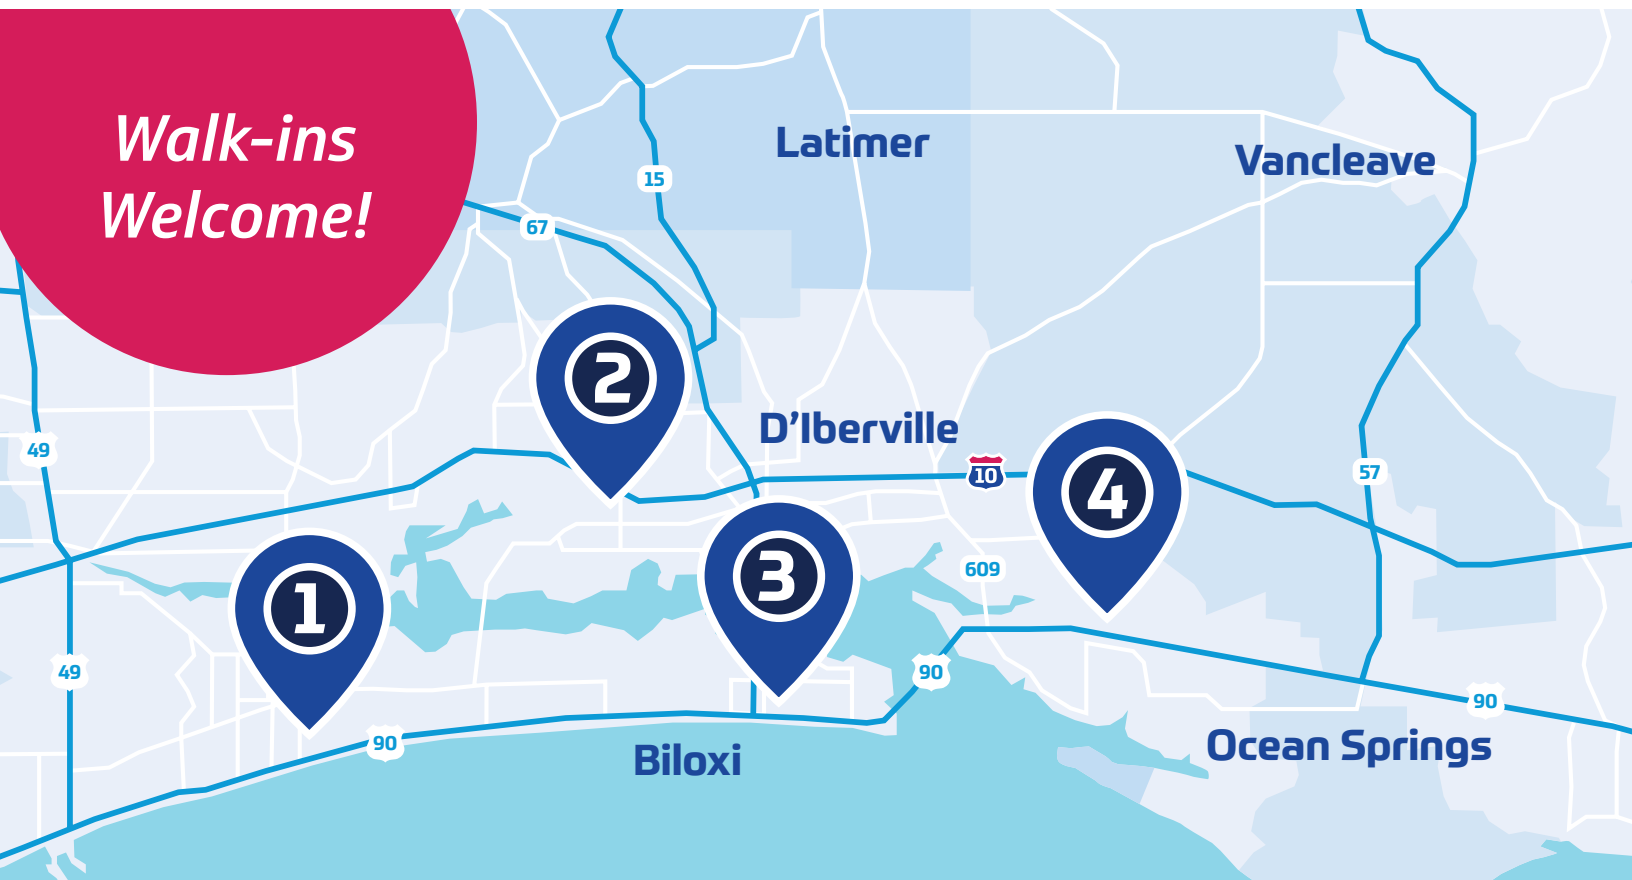 Walk-ins
Welcome!
Latimer
Vancleave
15
67
2
D'Iberville
49
10
4
57
3
609
1
49
90
90
90
Biloxi
Ocean Springs